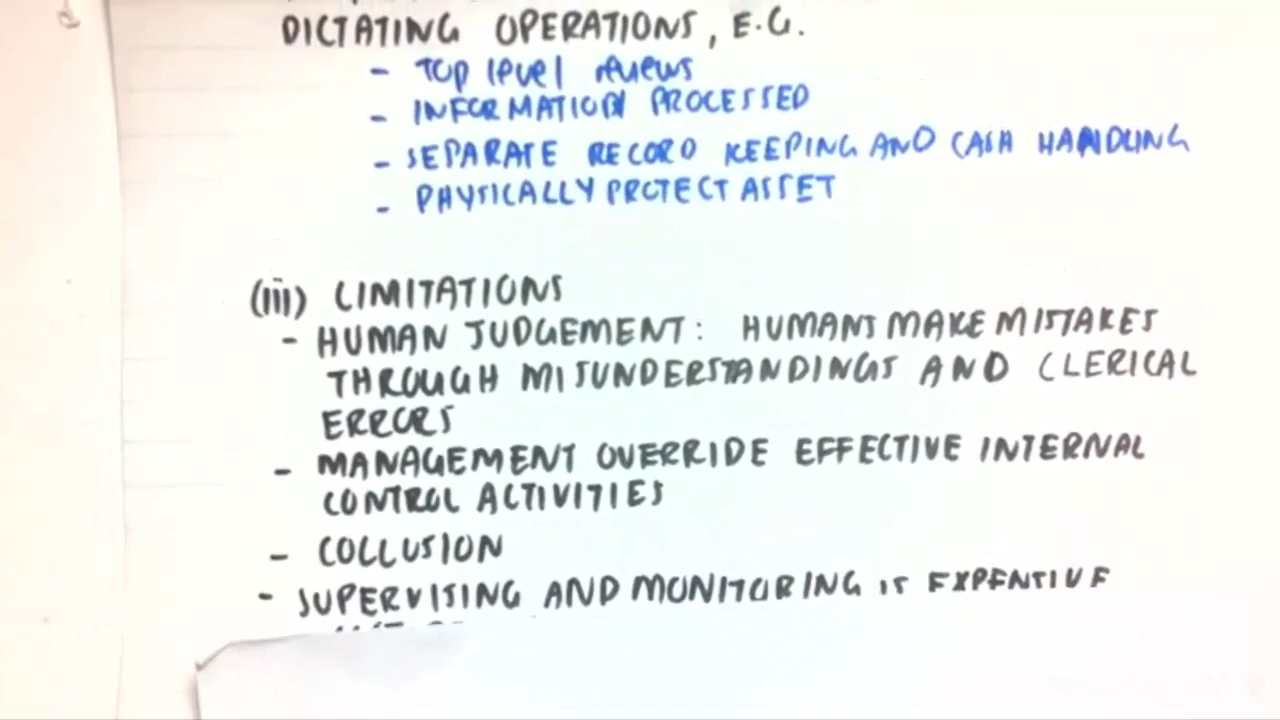 DICTATING OPERATIONS, E.G.
- TOP level reviews
- INFORMATION PROCESSED
- SEPARATE RECORD KEEPING AND CASH HANDLING
- PHYSICALLY PROTECT ASSET
(iii) LIMITATIONS
- HUMAN JUDGEMENT: HUMANS MAKE MISTAKES
THROUGH MISUNDERSTANDINGS AND CLERICAL
ERRORS
- MANAGEMENT OVERRIDE EFFECTIVE INTERNAL
CONTROL ACTIVITIES
- COLLUSION
- SUPERVISING AND MONITORING IS EXPENSIVE